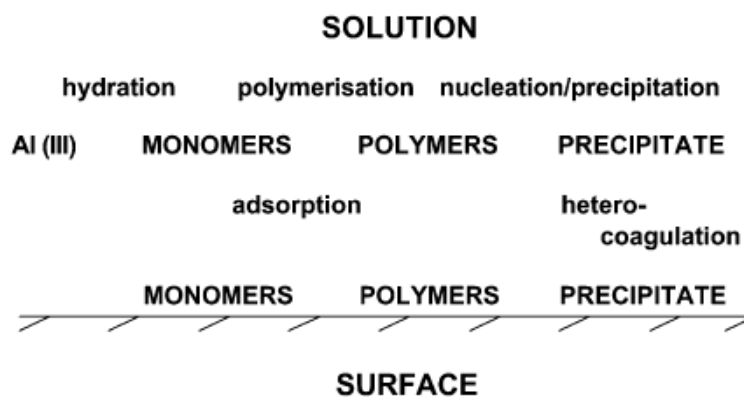 SOLUTION
hydration polymerisation nucleation/precipitation
Al (III) MONOMERS POLYMERS PRECIPITATE
adsorption hetero-
coagulation
MONOMERS POLYMERS PRECIPITATE
SURFACE